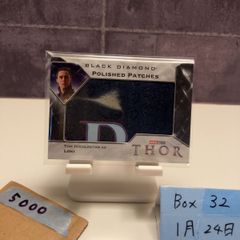 BLACK DIAMOND
POLISHED PATCHES
TOM HIDDLESTON AS
LOKI
THOR
5000
Box 32
1月24日